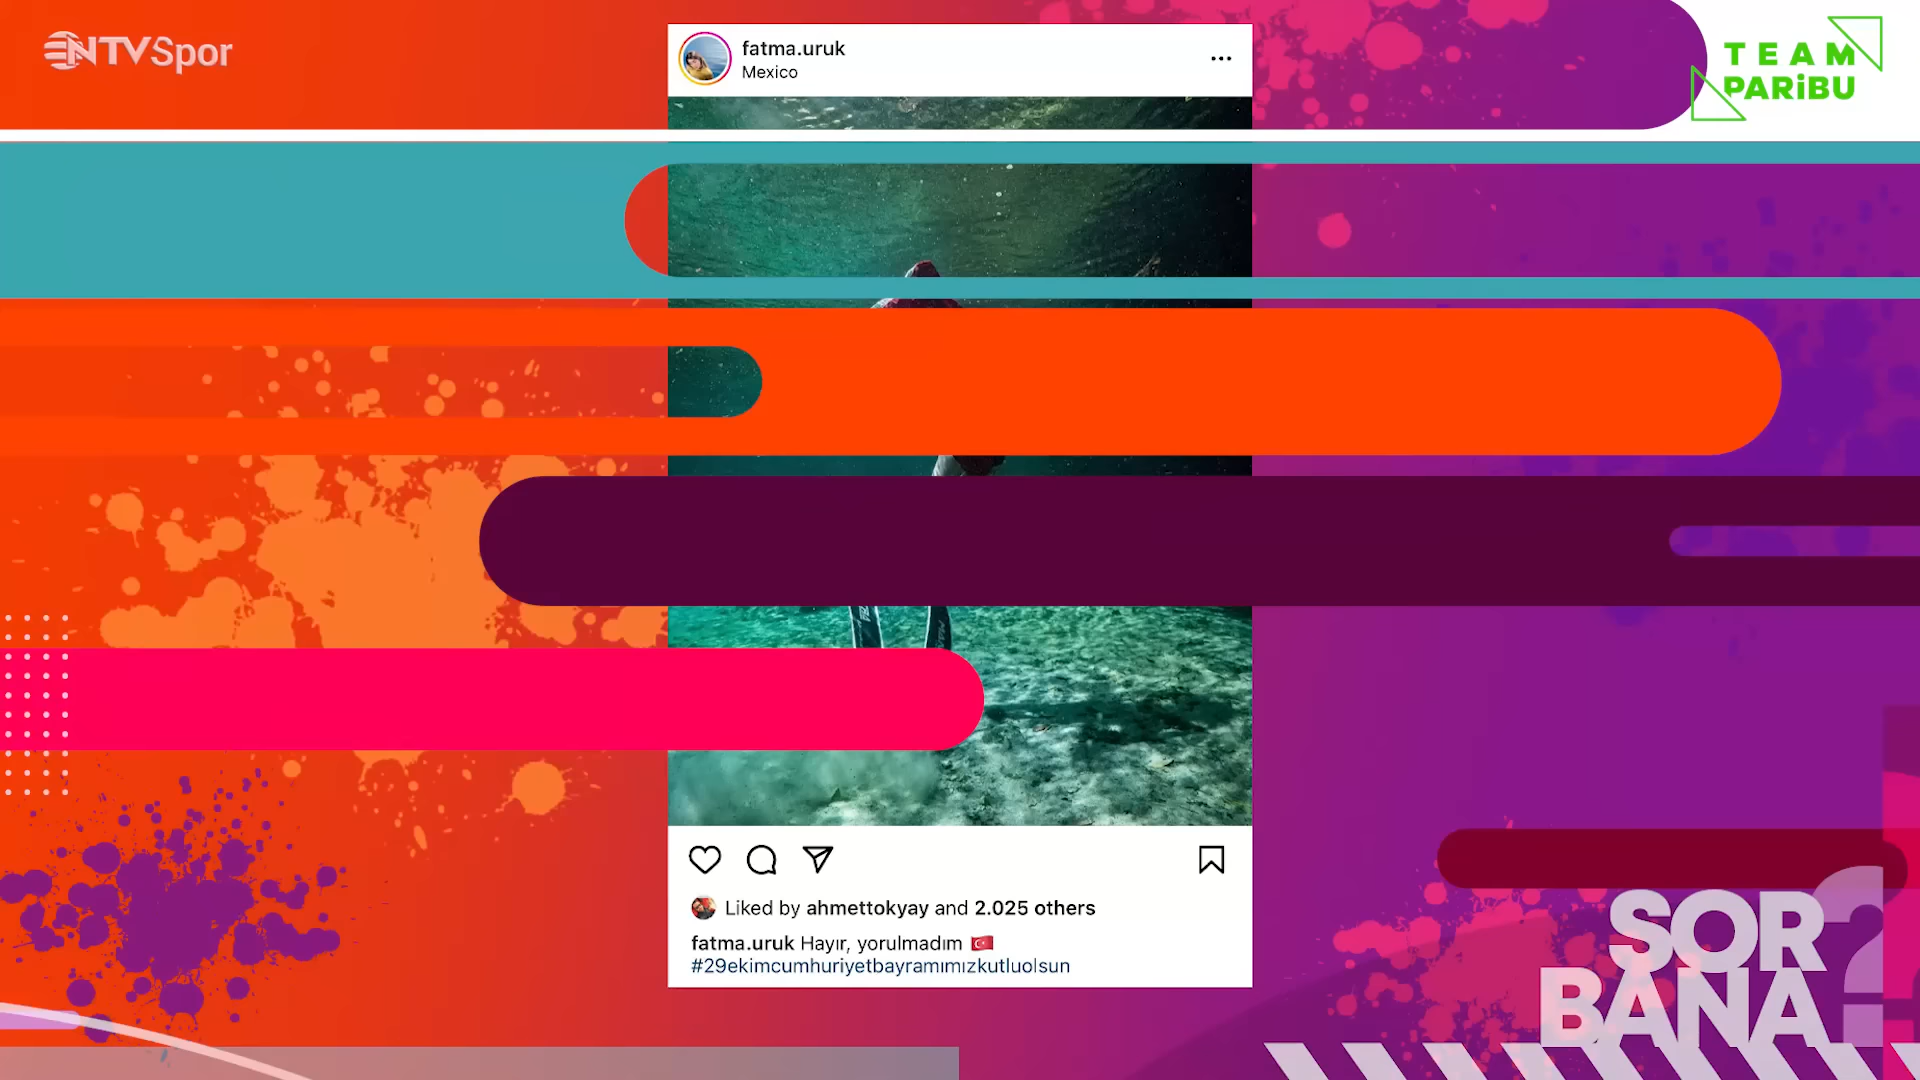 NTVSpor
fatma.uruk
Mexico
TEAM
PARİBU
Liked by ahmettokyay and 2.025 others
fatma.uruk Hayır, yorulmadım 🇹🇷
#29ekimcumhuriyetbayramımızkutluolsun
SOR
BANA?